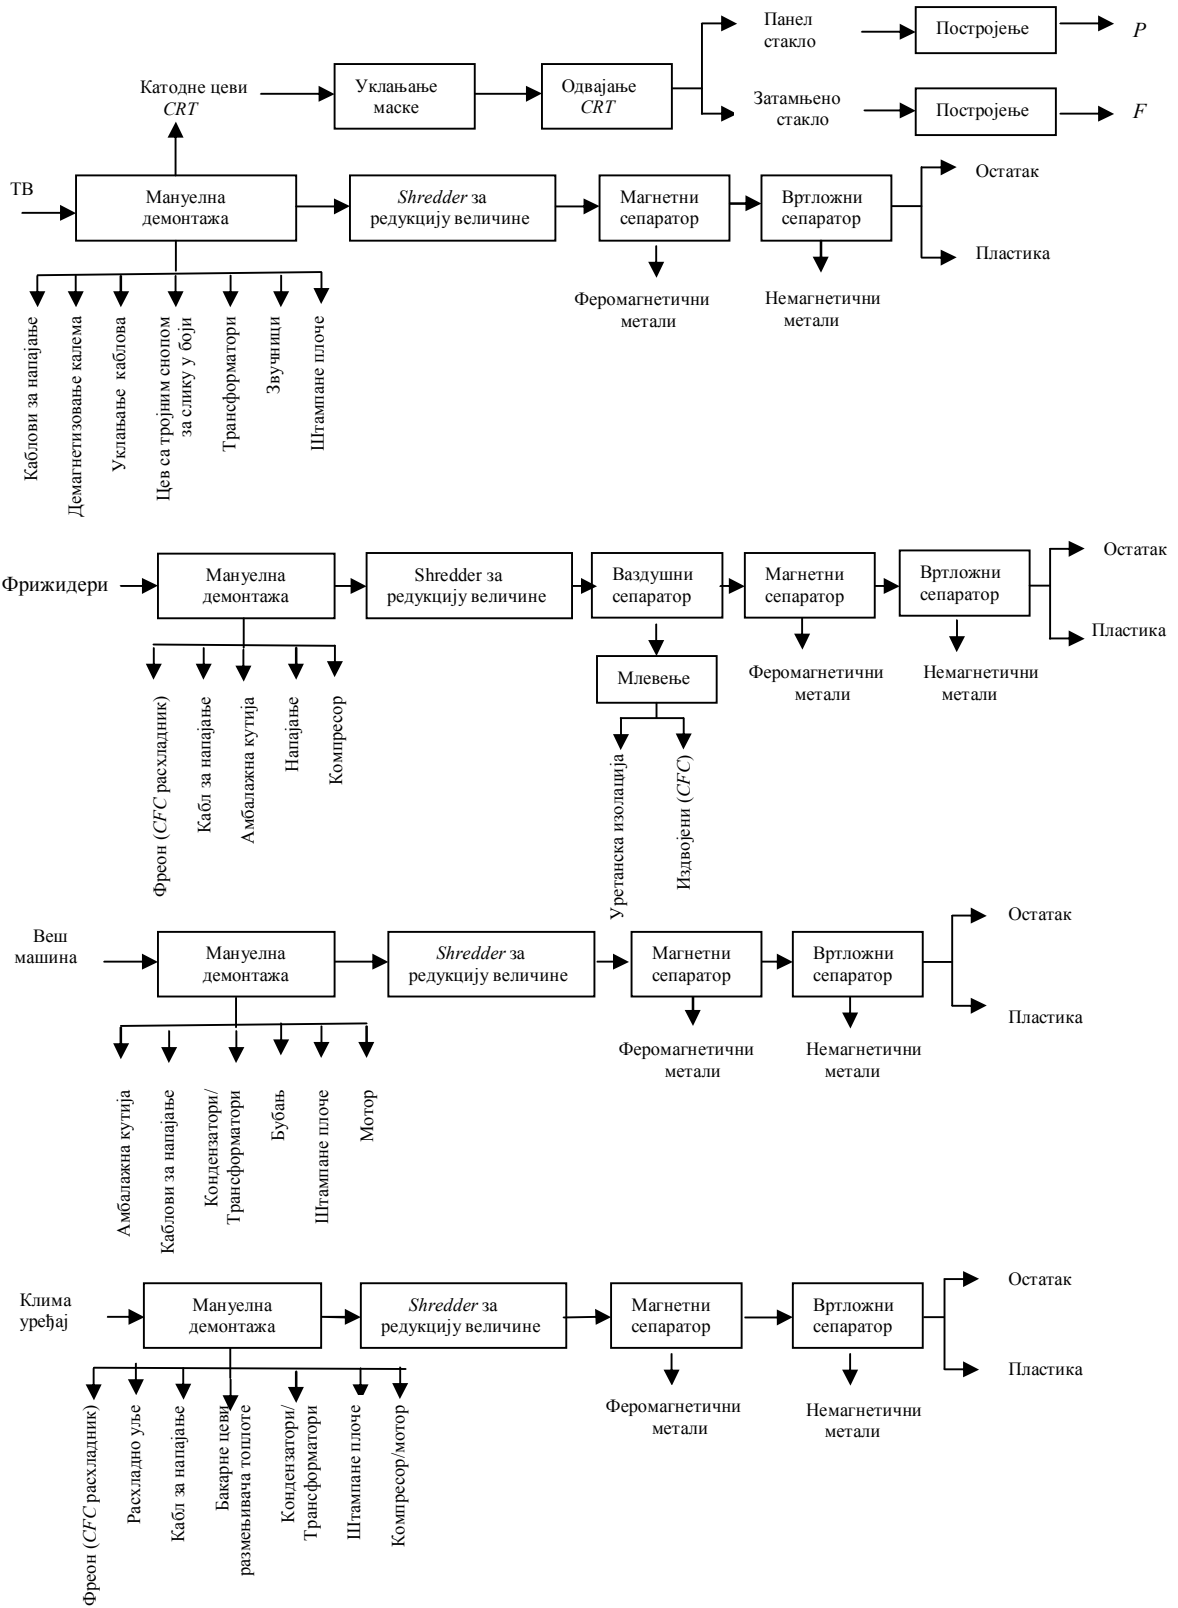 Панел
стакло
Постројење
P
Катодне цеви
CRT
Уклањање
маске
Одвајање
CRT
Затамњено
стакло
Постројење
F
ТВ
Мануелна
демонтажа
Shredder за
редукцију величине
Магнетни
сепаратор
Вртложни
сепаратор
Остатак
Пластика
Феромагнетични
метали
Немагнетични
метали
Каблови за напајање
Демагнетизовање калема
Уклањање каблова
Цев са тројним снопом
за слику у боји
Трансформатори
Звучници
Штампане плоче
Фрижидери
Мануелна
демонтажа
Shredder за
редукцију величине
Ваздушни
сепаратор
Магнетни
сепаратор
Вртложни
сепаратор
Остатак
Пластика
Млевење
Феромагнетични
метали
Немагнетични
метали
Фреон (CFC расхладник)
Кабл за напајање
Амбалажна кутија
Напајање
Компресор
Уретанска изолација
Издвојени (CFC)
Веш
машина
Мануелна
демонтажа
Shredder за
редукцију величине
Магнетни
сепаратор
Вртложни
сепаратор
Остатак
Пластика
Феромагнетични
метали
Немагнетични
метали
Амбалажна кутија
Каблови за напајање
Кондензатори/
Трансформатори
Бубањ
Штампане плоче
Мотор
Клима
уређај
Мануелна
демонтажа
Shredder за
редукцију величине
Магнетни
сепаратор
Вртложни
сепаратор
Остатак
Пластика
Феромагнетични
метали
Немагнетични
метали
Фреон (CFC расхладник)
Расхладно уље
Кабл за напајање
Бакарне цеви
размењивача топлоте
Кондензатори/
Трансформатори
Штампане плоче
Компресор/мотор